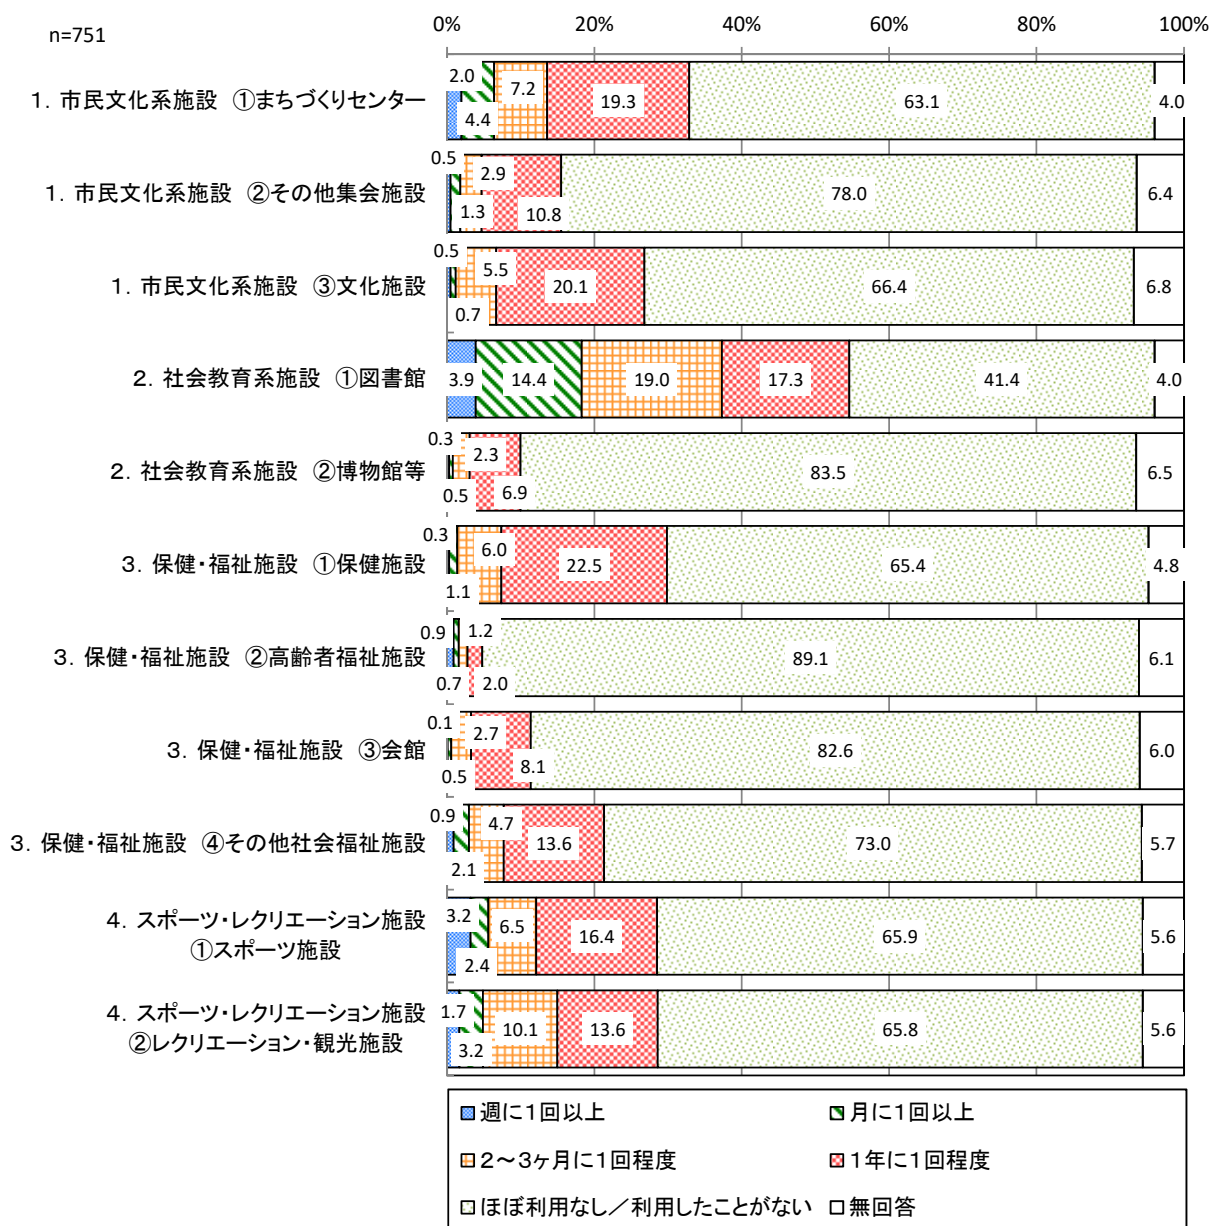 n=751
0% 20% 40% 60% 80% 100%
1．市民文化系施設　①まちづくりセンター 2.0 4.4 7.2 19.3 63.1 4.0
1．市民文化系施設　②その他集会施設 0.5 1.3 2.9 10.8 78.0 6.4
1．市民文化系施設　③文化施設 0.5 0.7 5.5 20.1 66.4 6.8
2．社会教育系施設　①図書館 3.9 14.4 19.0 17.3 41.4 4.0
2．社会教育系施設　②博物館等 0.3 0.5 2.3 6.9 83.5 6.5
3．保健・福祉施設　①保健施設 0.3 1.1 6.0 22.5 65.4 4.8
3．保健・福祉施設　②高齢者福祉施設 0.9 0.7 1.2 2.0 89.1 6.1
3．保健・福祉施設　③会館 0.1 0.5 2.7 8.1 82.6 6.0
3．保健・福祉施設　④その他社会福祉施設 0.9 2.1 4.7 13.6 73.0 5.7
4．スポーツ・レクリエーション施設
①スポーツ施設 3.2 2.4 6.5 16.4 65.9 5.6
4．スポーツ・レクリエーション施設
②レクリエーション・観光施設 1.7 3.2 10.1 13.6 65.8 5.6
週に１回以上 月に１回以上
２～３ヶ月に１回程度 １年に１回程度
ほぼ利用なし／利用したことがない 無回答